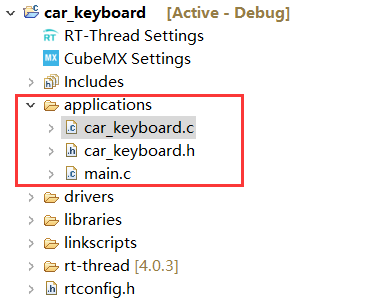 car_keyboard [Active - Debug]
RT-Thread Settings
CubeMX Settings
Includes
applications
car_keyboard.c
car_keyboard.h
main.c
drivers
libraries
linkscripts
rt-thread [4.0.3]
rtconfig.h